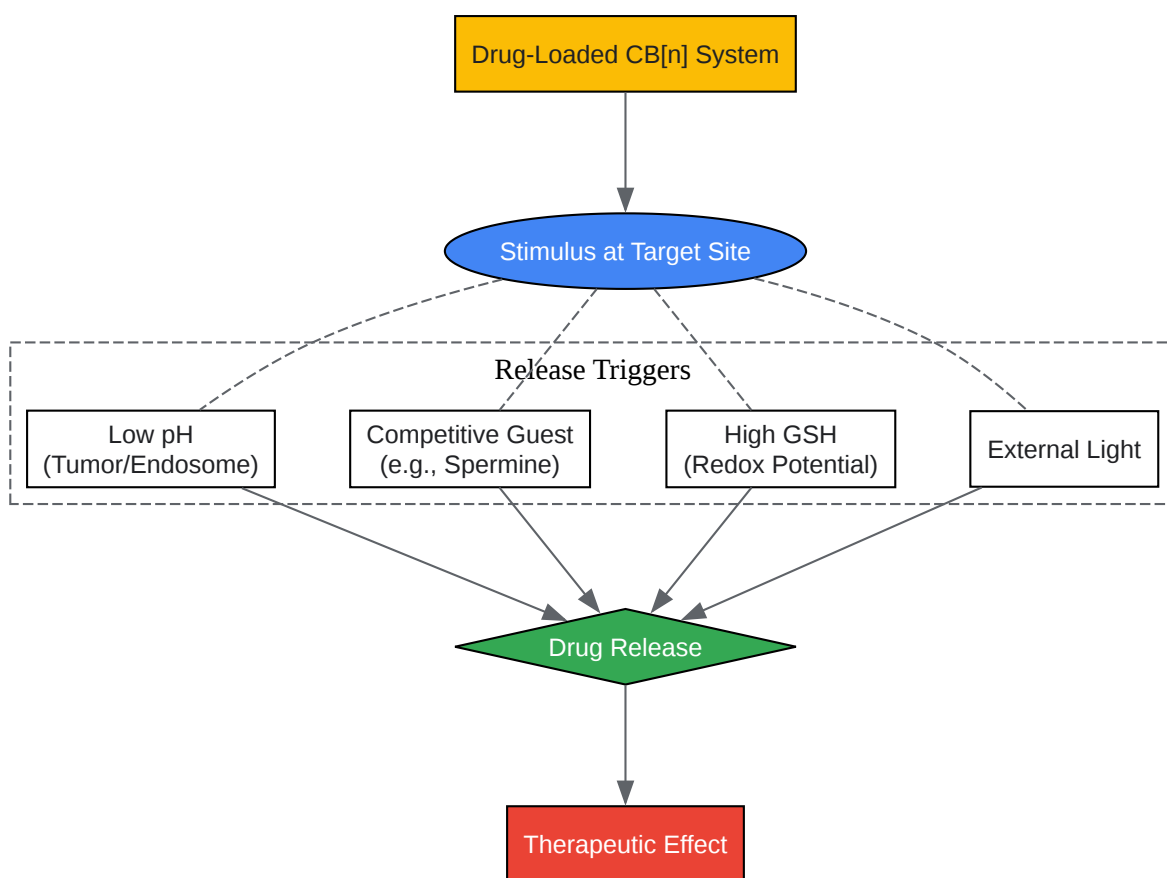 Drug-Loaded CB[n] System
Stimulus at Target Site
Release Triggers
Low pH
(Tumor/Endosome)
Competitive Guest
(e.g., Spermine)
High GSH
(Redox Potential)
External Light
Drug Release
Therapeutic Effect